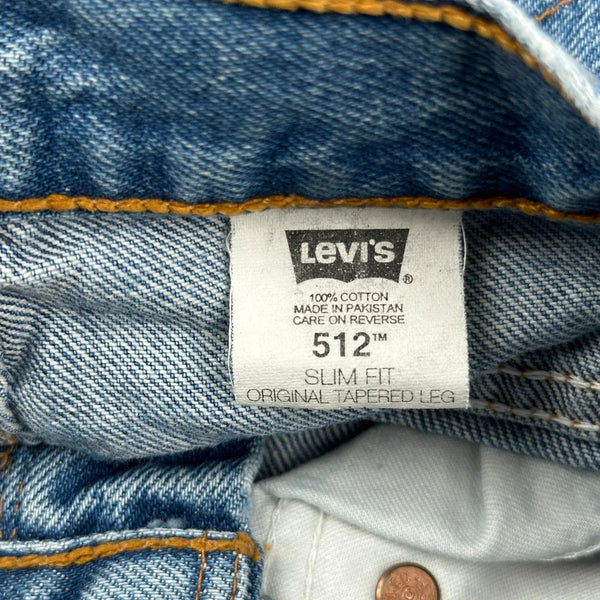 LEVI'S ®
100% COTTON
MADE IN PAKISTAN
CARE ON REVERSE
512™
SLIM FIT
ORIGINAL TAPERED LEG